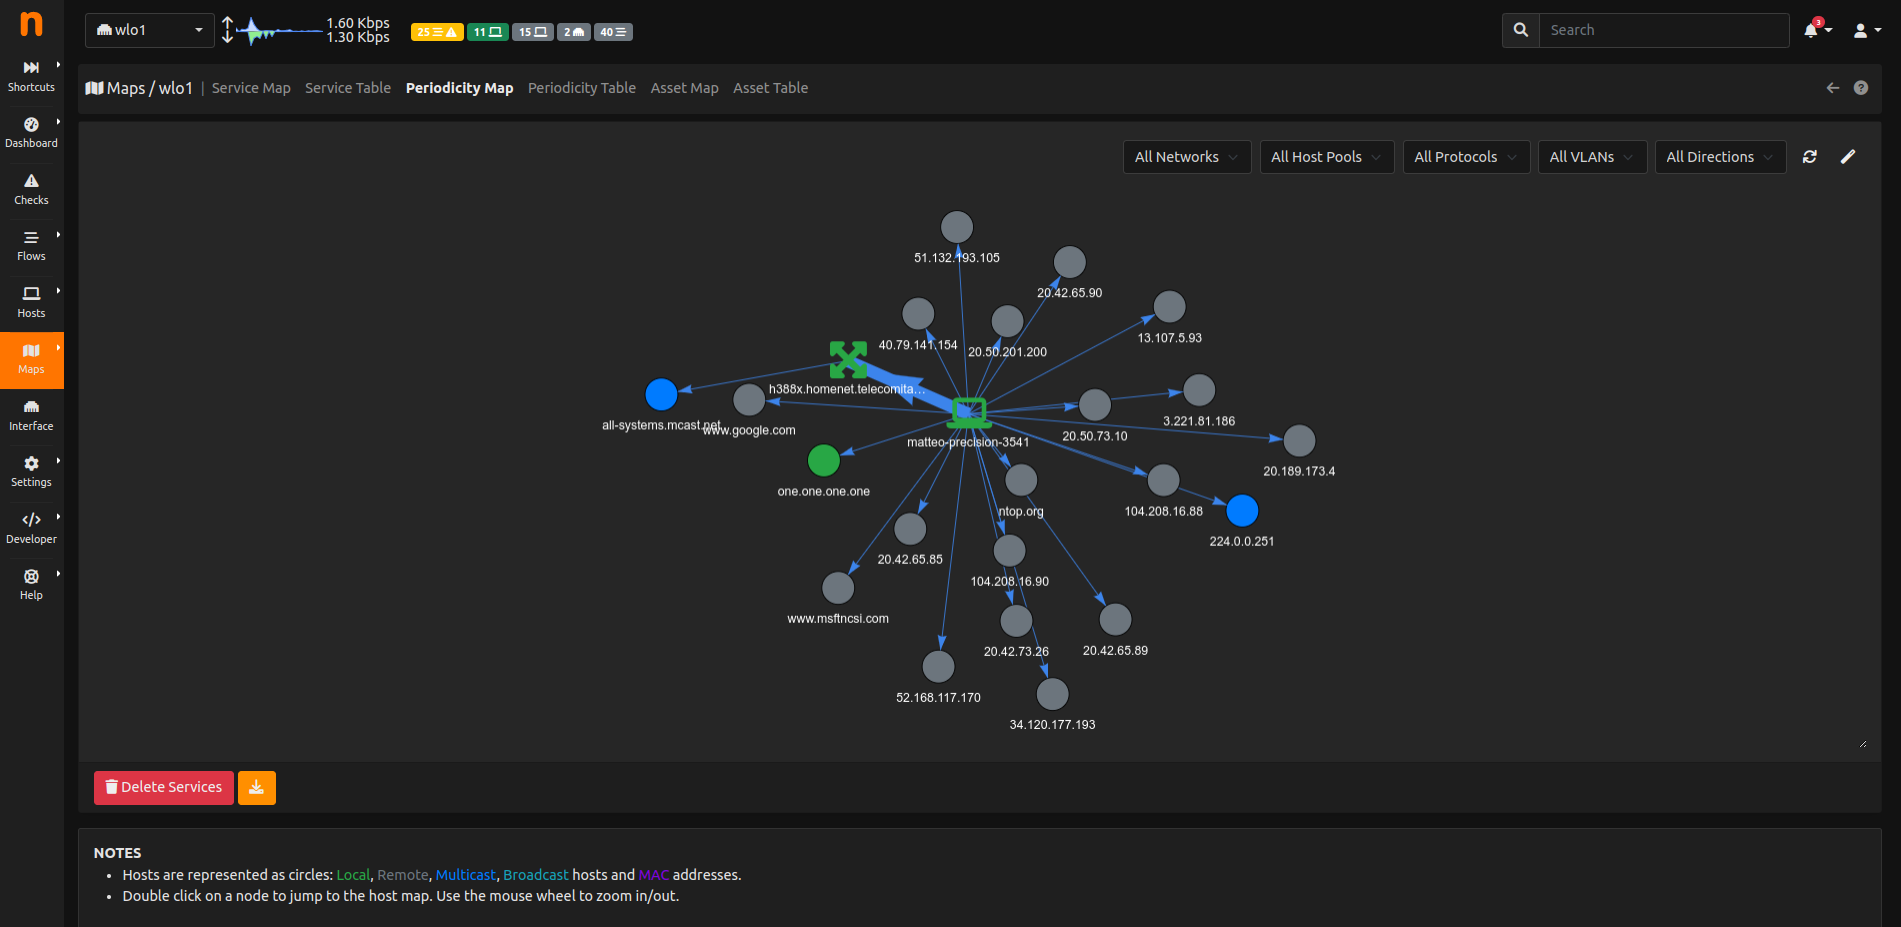 n
wlo1
1.60 Kbps
1.30 Kbps
25 11 15 2 40
Search
3
Shortcuts
Dashboard
Checks
Flows
Hosts
Maps
Interface
Settings
Developer
Help
Maps / wlo1 | Service Map Service Table Periodicity Map Periodicity Table Asset Map Asset Table
All Networks All Host Pools All Protocols All VLANs All Directions
51.132.193.105
20.42.65.90
13.107.5.93
40.79.141.154
20.50.201.200
h388x.homenet.telecomita...
3.221.81.186
all-systems.mcast.net
www.google.com
20.50.73.10
matteo-precision-3541
20.189.173.4
one.one.one.one
ntop.org
104.208.16.88
224.0.0.251
20.42.65.85
104.208.16.90
www.msftncsi.com
20.42.73.26
20.42.65.89
52.168.117.170
34.120.177.193
Delete Services
NOTES
• Hosts are represented as circles: Local, Remote, Multicast, Broadcast hosts and MAC addresses.
• Double click on a node to jump to the host map. Use the mouse wheel to zoom in/out.